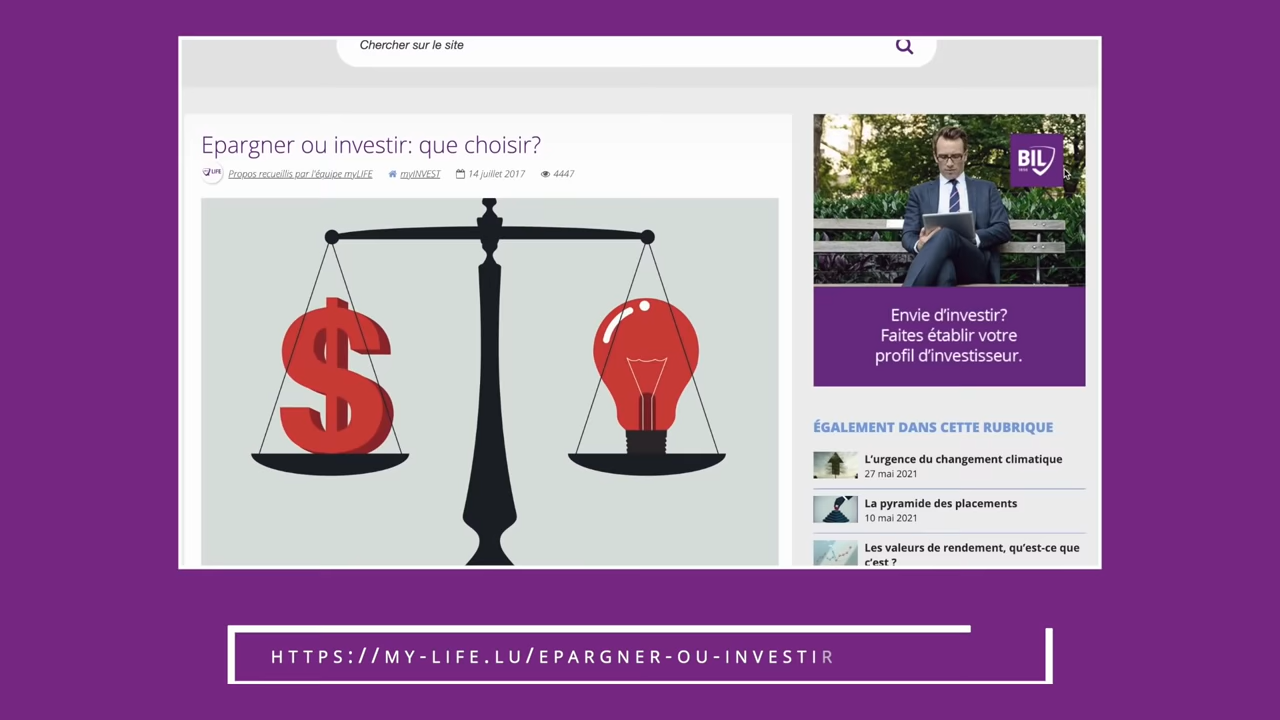 Chercher sur le site
Epargner ou investir: que choisir?
LIFE
Propos recueillis par l'équipe myLIFE myINVEST 14 juillet 2017 4447
BIL
Envie d'investir?
Faites établir votre
profil d'investisseur.
ÉGALEMENT DANS CETTE RUBRIQUE
L'urgence du changement climatique
27 mai 2021
La pyramide des placements
10 mai 2021
Les valeurs de rendement, qu'est-ce que
c'est ?
HTTPS://MY-LIFE.LU/EPARGNER-OU-INVESTIR